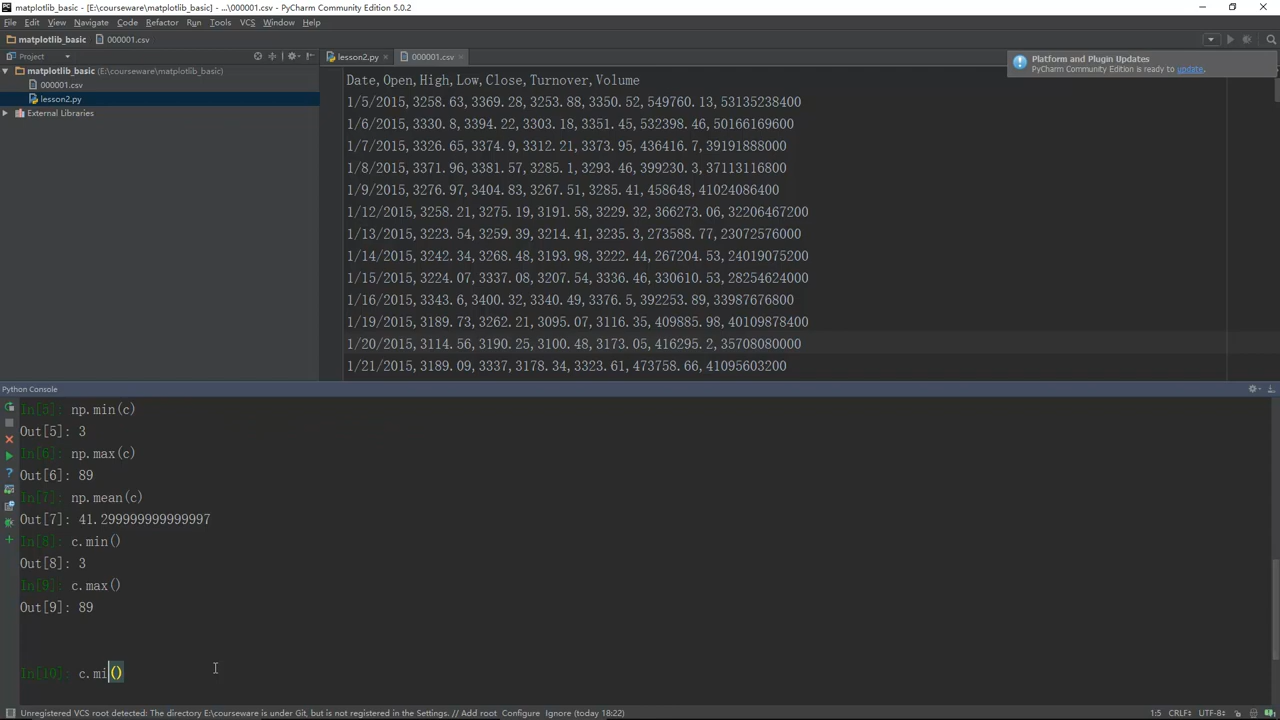 matplotlib_basic - [E:\courseware\matplotlib_basic] - ...\000001.csv - PyCharm Community Edition 5.0.2
File Edit View Navigate Code Refactor Run Tools VCS Window Help
matplotlib_basic 000001.csv
Project
lesson2.py 000001.csv
matplotlib_basic (E:\courseware\matplotlib_basic)
000001.csv
lesson2.py
External Libraries
Platform and Plugin Updates
PyCharm Community Edition is ready to update.
Date,Open,High,Low,Close,Turnover,Volume
1/5/2015,3258.63,3369.28,3253.88,3350.52,549760.13,53135238400
1/6/2015,3330.8,3394.22,3303.18,3351.45,532398.46,50166169600
1/7/2015,3326.65,3374.9,3312.21,3373.95,436416.7,39191888000
1/8/2015,3371.96,3381.57,3285.1,3293.46,399230.3,37113116800
1/9/2015,3276.97,3404.83,3267.51,3285.41,458648,41024086400
1/12/2015,3258.21,3275.19,3191.58,3229.32,366273.06,32206467200
1/13/2015,3223.54,3259.39,3214.41,3235.3,273588.77,23072576000
1/14/2015,3242.34,3268.48,3193.98,3222.44,267204.53,24019075200
1/15/2015,3224.07,3337.08,3207.54,3336.46,330610.53,28254624000
1/16/2015,3343.6,3400.32,3340.49,3376.5,392253.89,33987676800
1/19/2015,3189.73,3262.21,3095.07,3116.35,409885.98,40109878400
1/20/2015,3114.56,3190.25,3100.48,3173.05,416295.2,35708080000
1/21/2015,3189.09,3337,3178.34,3323.61,473758.66,41095603200
Python Console
In[5]: np.min(c)
Out[5]: 3
In[6]: np.max(c)
Out[6]: 89
In[7]: np.mean(c)
Out[7]: 41.299999999999997
In[8]: c.min()
Out[8]: 3
In[9]: c.max()
Out[9]: 89
In[10]: c.mi()
Unregistered VCS root detected: The directory E:\courseware is under Git, but is not registered in the Settings. // Add root Configure Ignore (today 18:22)
1:5 CRLF÷ UTF-8÷